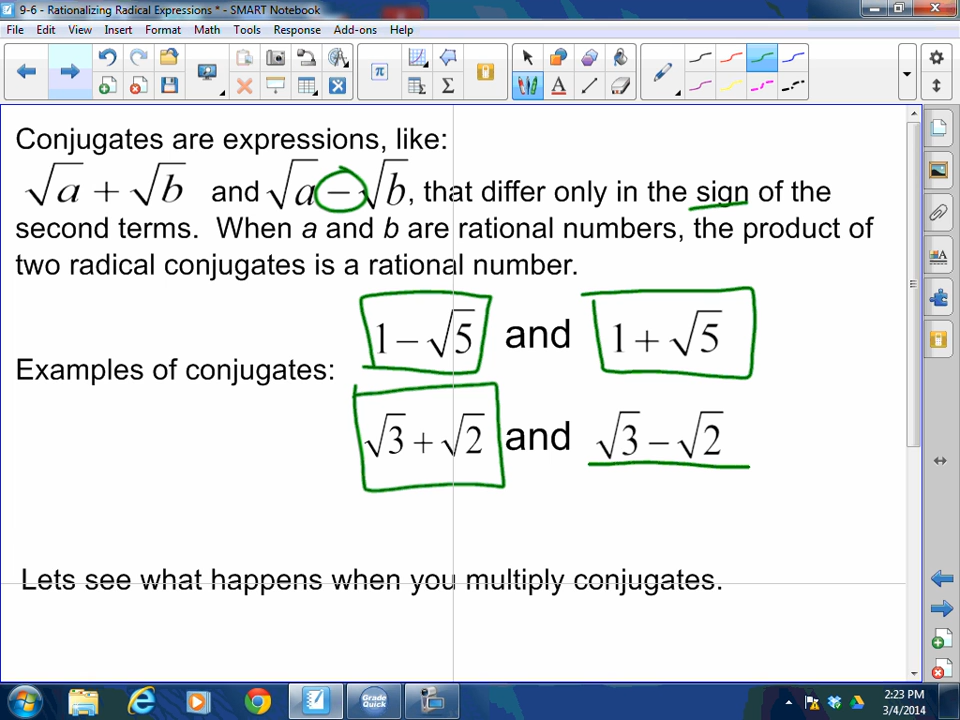 9-6 - Rationalizing Radical Expressions * - SMART Notebook
File Edit View Insert Format Math Tools Response Add-ons Help
Conjugates are expressions, like:
√a + √b and √a − √b, that differ only in the sign of the
second terms. When a and b are rational numbers, the product of
two radical conjugates is a rational number.
1 − √5 and 1 + √5
Examples of conjugates:
√3 + √2 and √3 − √2
Lets see what happens when you multiply conjugates.
Grade Quick
2:23 PM
3/4/2014